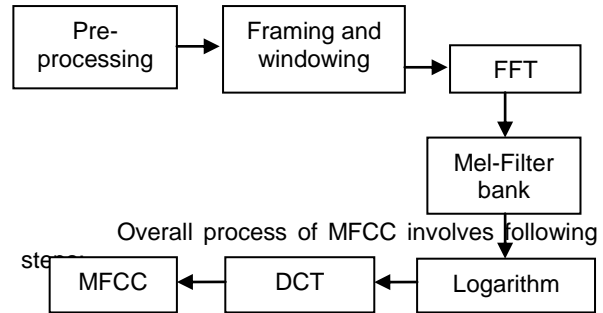 Pre-
processing
Framing and
windowing
FFT
Mel-Filter
bank
Overall process of MFCC involves following
MFCC
DCT
Logarithm